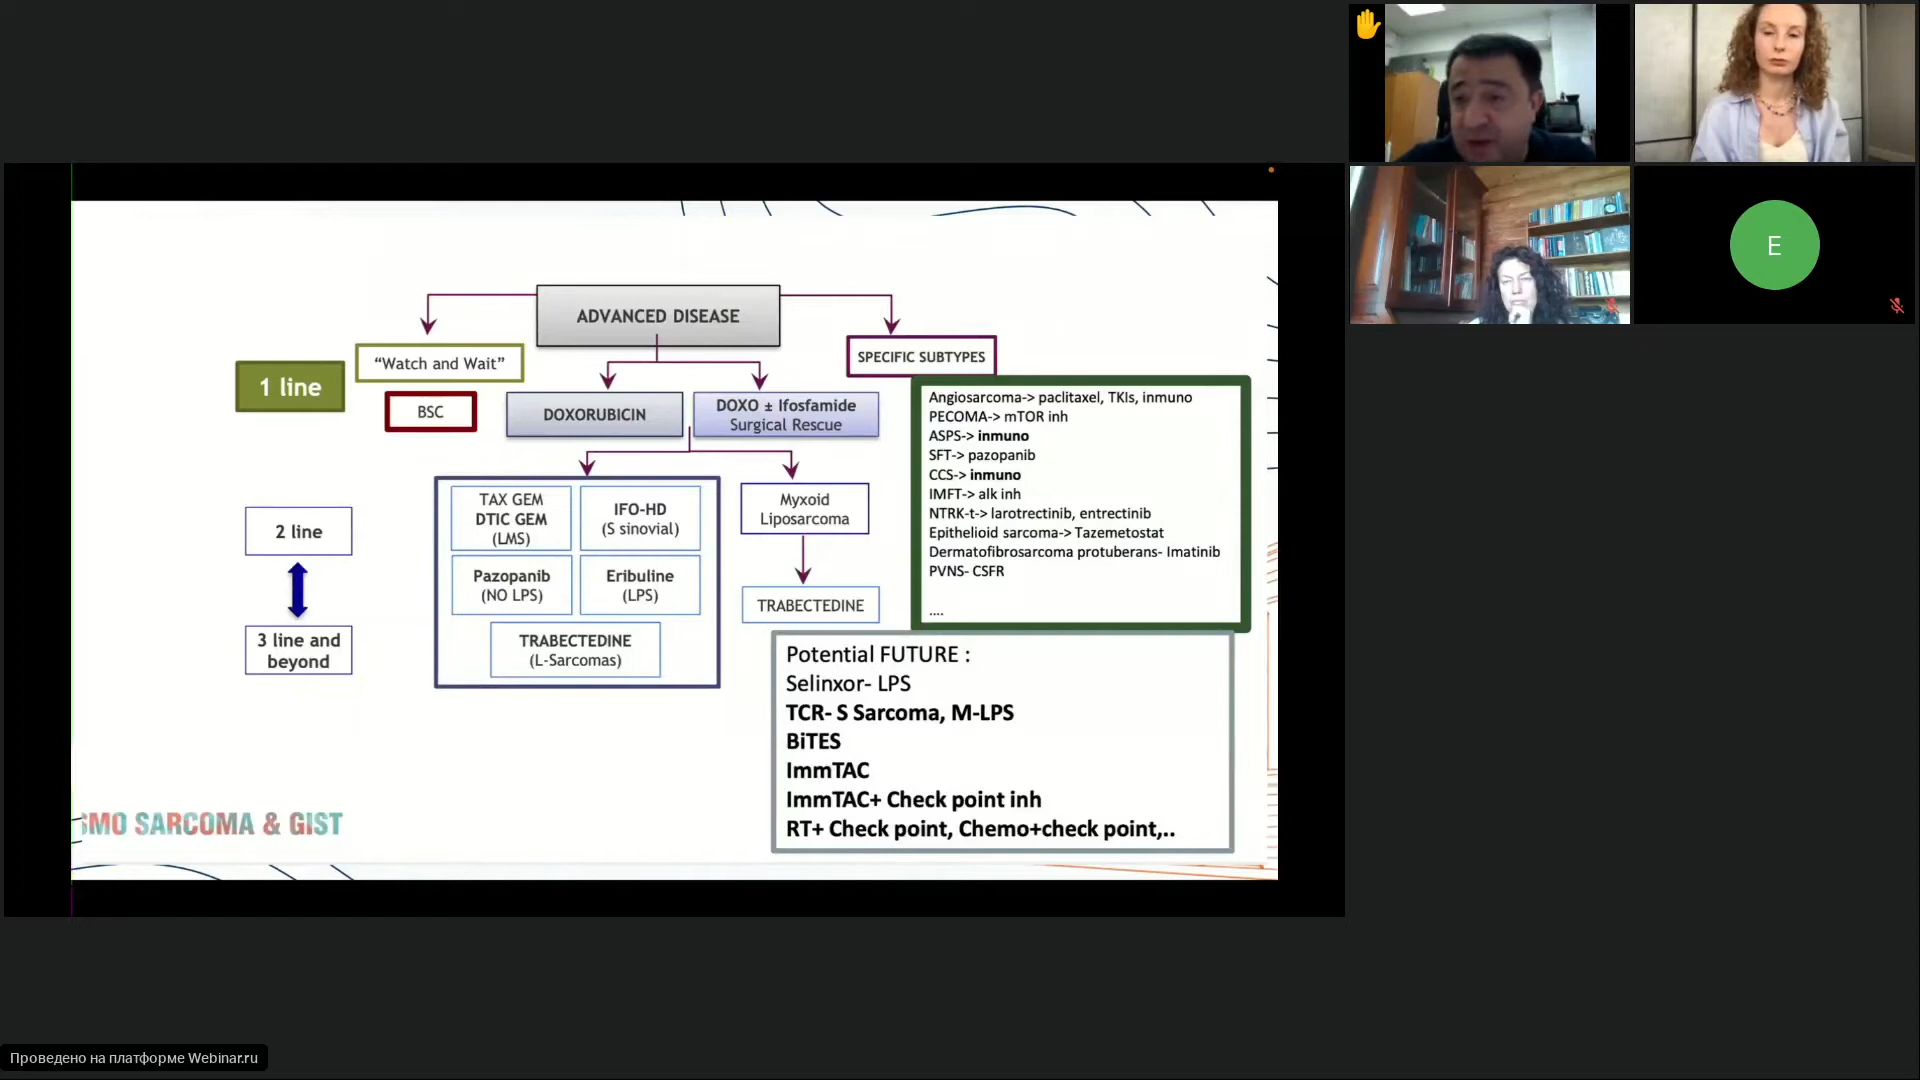 ADVANCED DISEASE
“Watch and Wait”
SPECIFIC SUBTYPES
1 line
BSC
DOXORUBICIN
DOXO ± Ifosfamide
Surgical Rescue
Angiosarcoma-> paclitaxel, TKIs, inmuno
PECOMA-> mTOR inh
ASPS-> inmuno
SFT-> pazopanib
CCS-> inmuno
IMFT-> alk inh
NTRK-t-> larotrectinib, entrectinib
Epithelioid sarcoma-> Tazemetostat
Dermatofibrosarcoma protuberans- Imatinib
PVNS- CSFR
....
2 line
3 line and
beyond
TAX GEM
DTIC GEM
(LMS)
IFO-HD
(S sinovial)
Pazopanib
(NO LPS)
Eribuline
(LPS)
TRABECTEDINE
(L-Sarcomas)
Myxoid
Liposarcoma
TRABECTEDINE
Potential FUTURE :
Selinxor- LPS
TCR- S Sarcoma, M-LPS
BiTES
ImmTAC
ImmTAC+ Check point inh
RT+ Check point, Chemo+check point,..
SMO SARCOMA & GIST
E
Проведено на платформе Webinar.ru